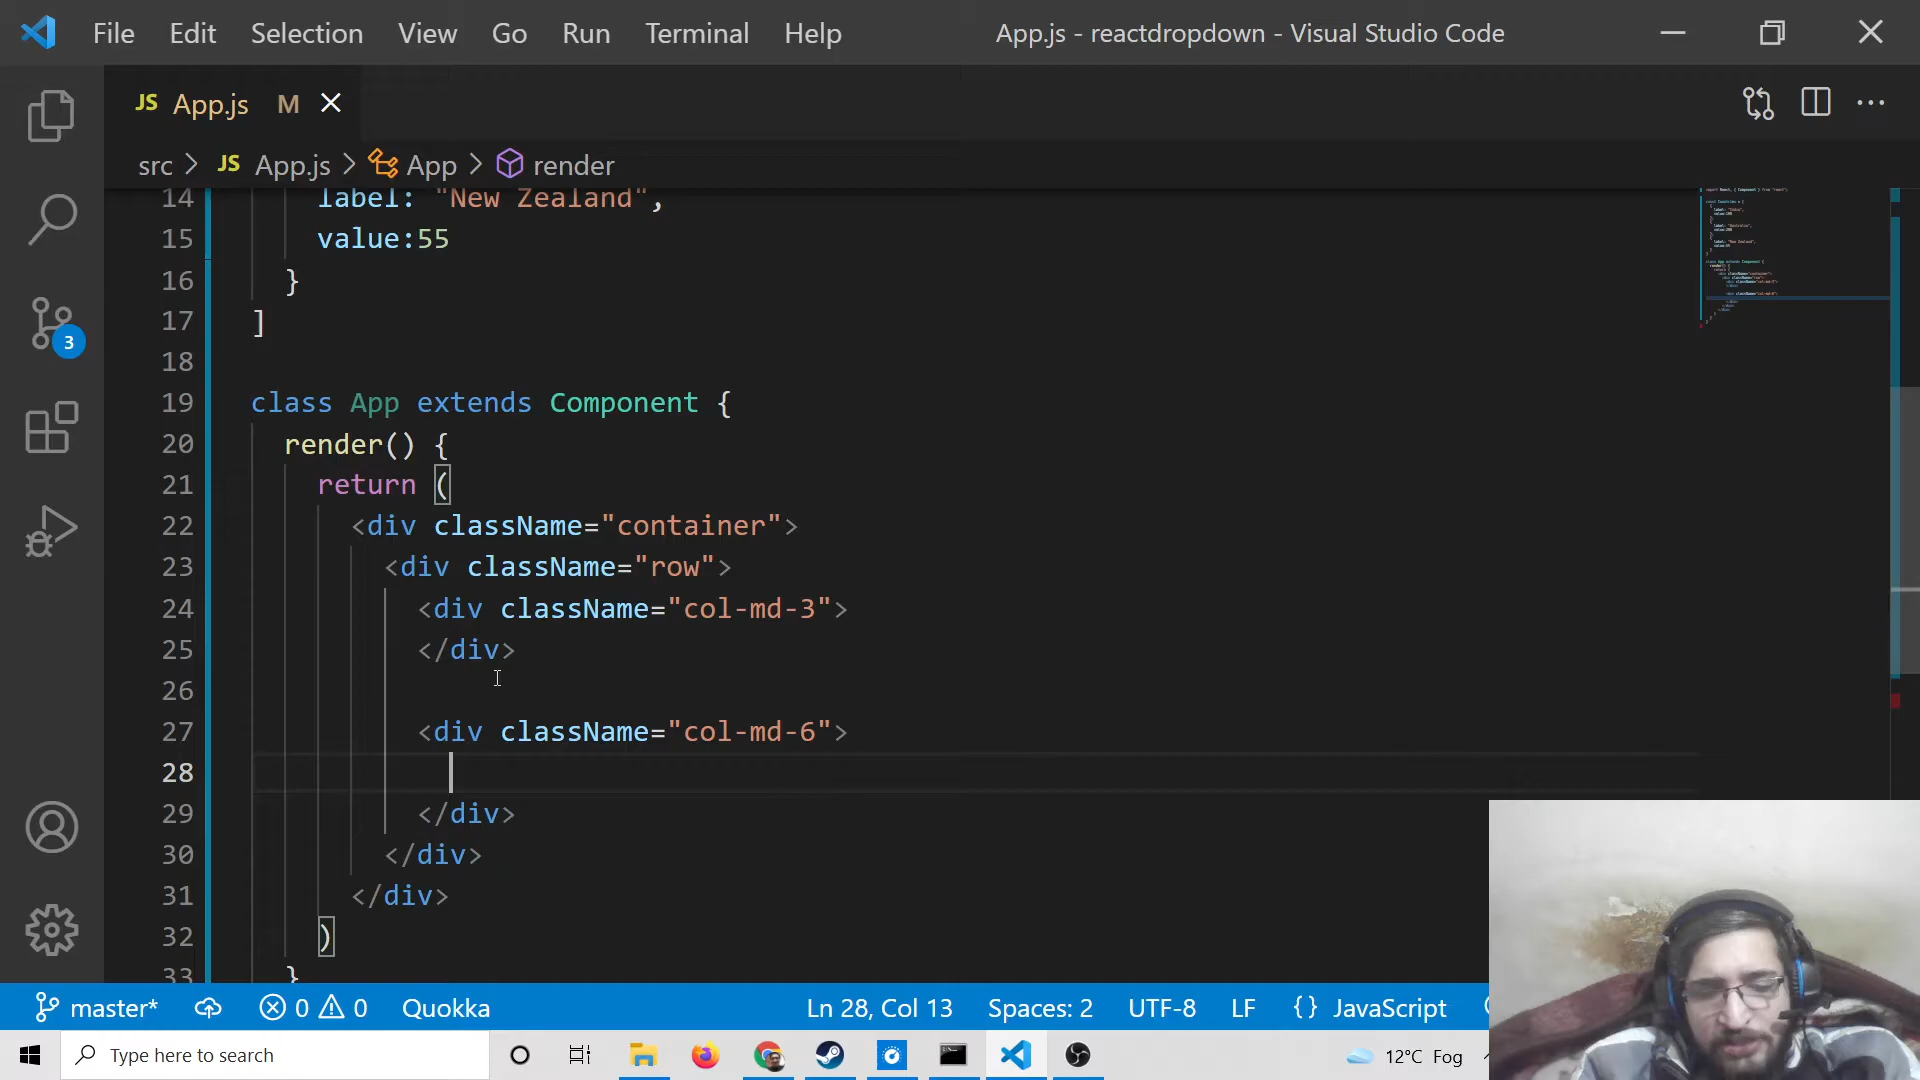 File Edit Selection View Go Run Terminal Help App.js - reactdropdown - Visual Studio Code
JS App.js M
src > JS App.js > App > render
14 label: "New Zealand",
15 value:55
16 }
17 ]
18
19 class App extends Component {
20 render() {
21 return (
22 <div className="container">
23 <div className="row">
24 <div className="col-md-3">
25 </div>
26
27 <div className="col-md-6">
28
29 </div>
30 </div>
31 </div>
32 )
33 }
3
master* 0 0 Quokka Ln 28, Col 13 Spaces: 2 UTF-8 LF {} JavaScript
Type here to search 12°C Fog